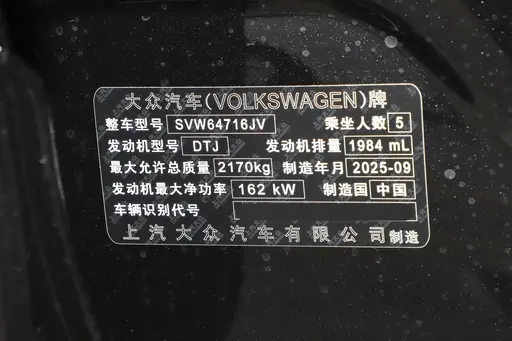 大众汽车(VOLKSWAGEN)牌
整车型号 SVW64716JV 乘坐人数 5
发动机型号 DTJ 发动机排量 1984 mL
最大允许总质量 2170kg 制造年月 2025-09
发动机最大净功率 162 kW 制造国 中国
车辆识别代号
上汽大众汽车有限公司制造